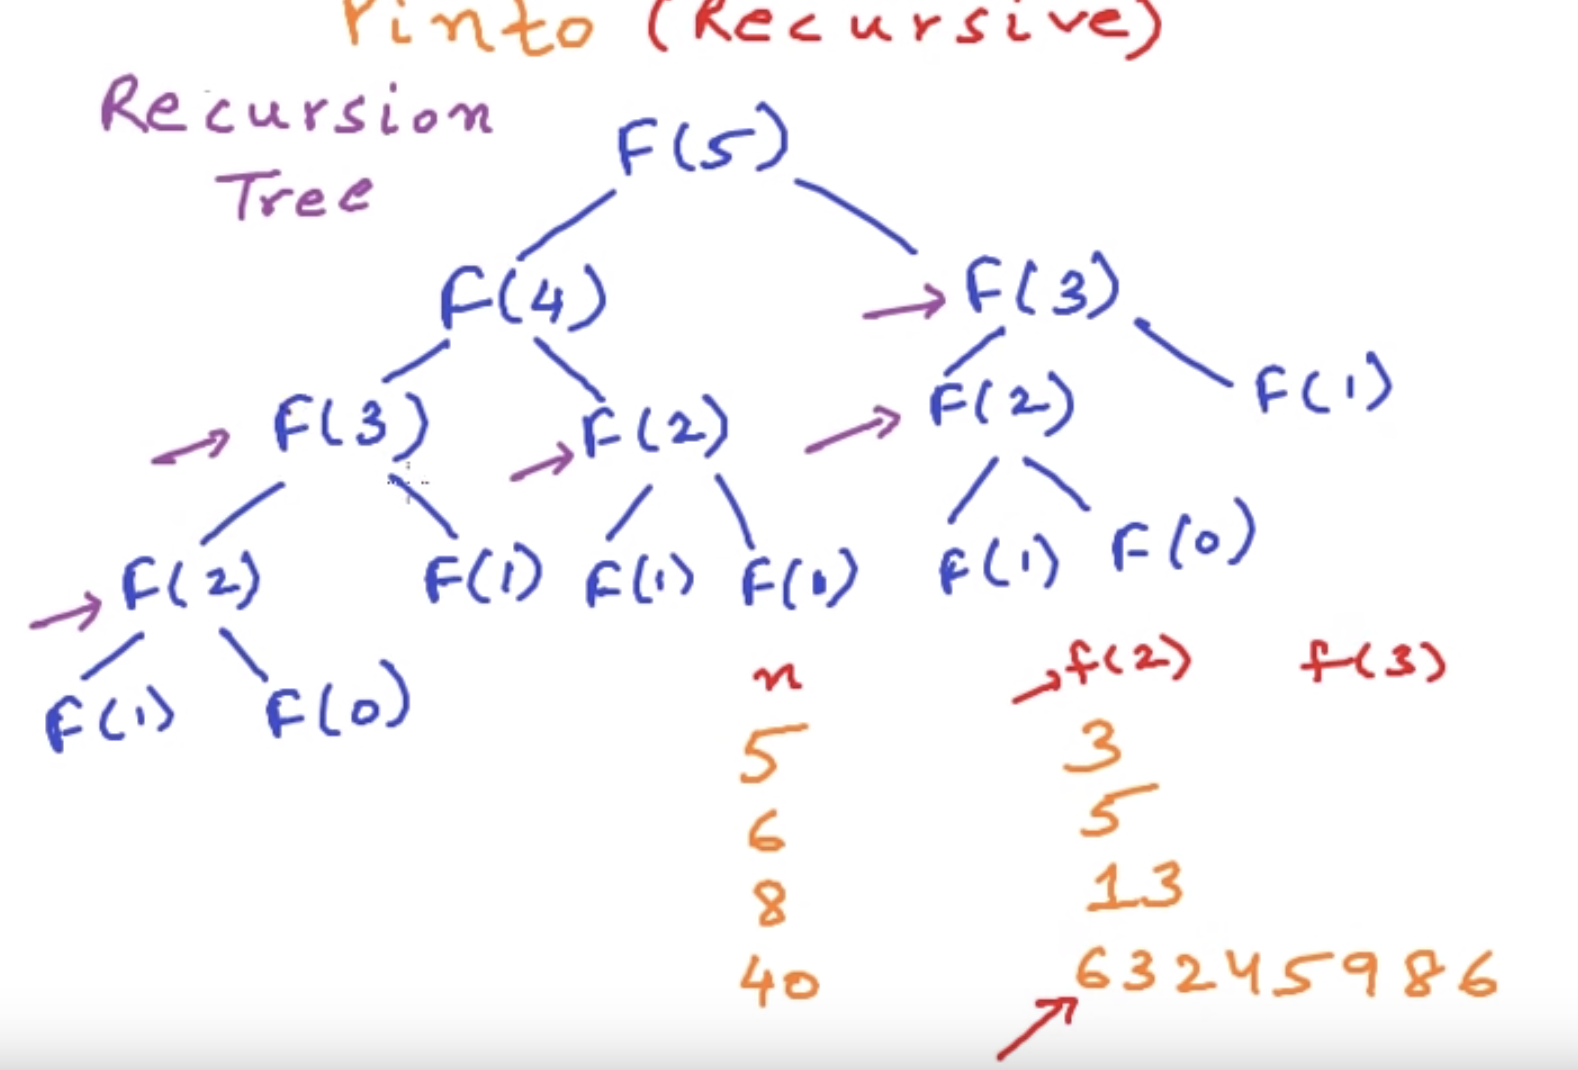 Pinto (Recursive)
Recursion
Tree
F(5)
F(4) F(3)
F(3) F(2) F(2) F(1)
F(2) F(1) F(1) F(0) F(1) F(0)
F(1) F(0)
n f(2) f(3)
5 3
6 5
8 13
40 63245986